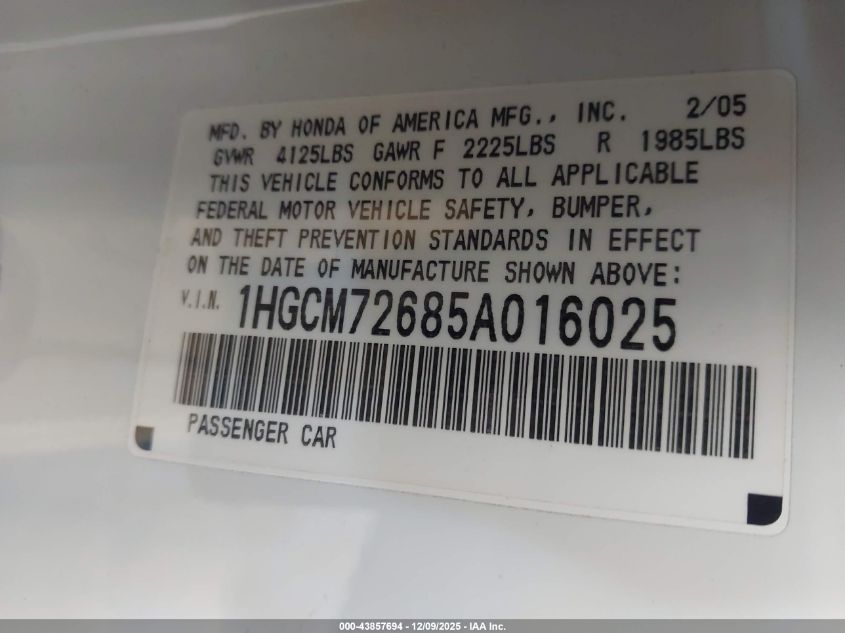 MFD. BY HONDA OF AMERICA MFG., INC. 2/05
GVWR 4125LBS GAWR F 2225LBS R 1985LBS
THIS VEHICLE CONFORMS TO ALL APPLICABLE
FEDERAL MOTOR VEHICLE SAFETY, BUMPER,
AND THEFT PREVENTION STANDARDS IN EFFECT
ON THE DATE OF MANUFACTURE SHOWN ABOVE:
V.I.N. 1HGCM72685A016025
PASSENGER CAR
000-43857694 - 12/09/2025 - IAA Inc.